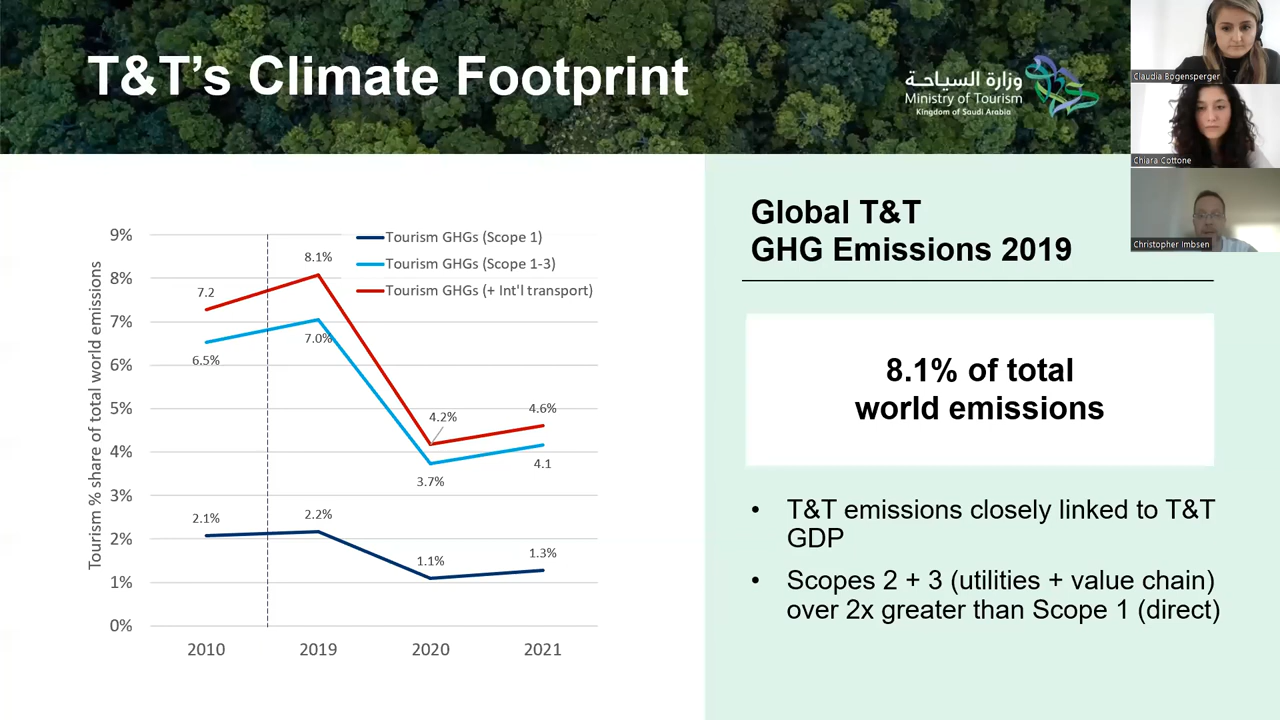 T&T's Climate Footprint
وزارة السياحة
Ministry of Tourism
Kingdom of Saudi Arabia
Claudia Bogensperger
Chiara Cottone
Christopher Imbsen
Tourism % share of total world emissions
9%
8%
7%
6%
5%
4%
3%
2%
1%
0%
Tourism GHGs (Scope 1)
Tourism GHGs (Scope 1-3)
Tourism GHGs (+ Int'l transport)
7.2
8.1%
4.2%
4.6%
6.5%
7.0%
3.7%
4.1
2.1%
2.2%
1.1%
1.3%
2010
2019
2020
2021
Global T&T
GHG Emissions 2019
8.1% of total
world emissions
• T&T emissions closely linked to T&T
GDP
• Scopes 2 + 3 (utilities + value chain)
over 2x greater than Scope 1 (direct)